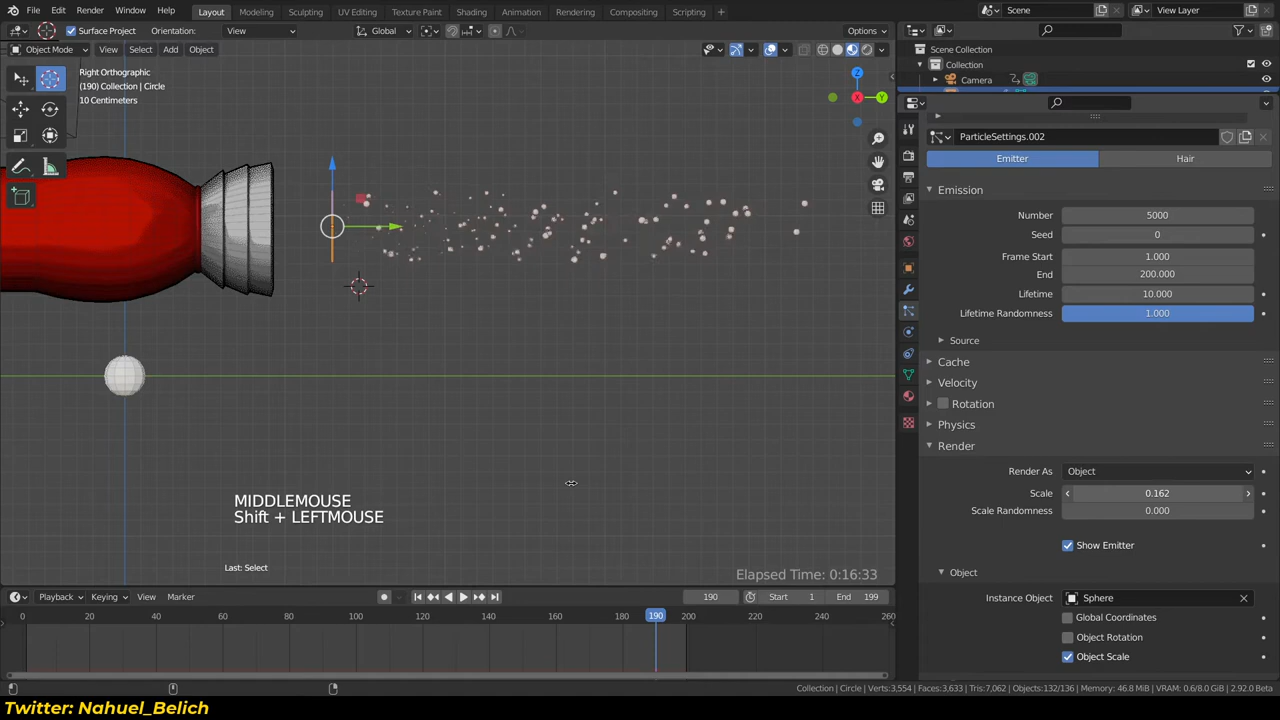 File Edit Render Window Help Layout Modeling Sculpting UV Editing Texture Paint Shading Animation Rendering Compositing Scripting + Scene View Layer
Surface Project Orientation: View Global Options
Object Mode View Select Add Object Scene Collection
Right Orthographic Collection
(190) Collection | Circle Camera
10 Centimeters
Z
Y
X
ParticleSettings.002
Emitter Hair
Emission
Number 5000
Seed 0
Frame Start 1.000
End 200.000
Lifetime 10.000
Lifetime Randomness 1.000
Source
Cache
Velocity
Rotation
Physics
Render
Render As Object
Scale 0.162
Scale Randomness 0.000
Show Emitter
Object
Instance Object Sphere
Global Coordinates
Object Rotation
Object Scale
MIDDLEMOUSE
Shift + LEFTMOUSE
Last: Select
Elapsed Time: 0:16:33
Playback Keying View Marker 190 Start 1 End 199
0 20 40 60 80 100 120 140 160 180 190 200 220 240 260
Collection | Circle | Verts:3,554 | Faces:3,633 | Tris:7,062 | Objects:132/136 | Memory: 46.8 MiB | VRAM: 0.6/8.0 GiB | 2.92.0 Beta
Twitter: Nahuel_Belich